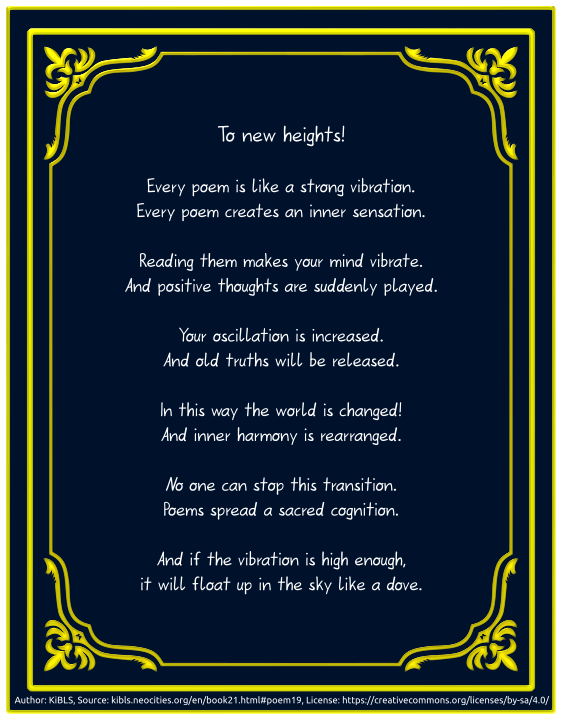 To new heights!
Every poem is like a strong vibration.
Every poem creates an inner sensation.
Reading them makes your mind vibrate.
And positive thoughts are suddenly played.
Your oscillation is increased.
And old truths will be released.
In this way the world is changed!
And inner harmony is rearranged.
No one can stop this transition.
Poems spread a sacred cognition.
And if the vibration is high enough,
it will float up in the sky like a dove.
Author: KiBLS, Source: kibls.neocities.org/en/book21.html#poem19, License: https://creativecommons.org/licenses/by-sa/4.0/